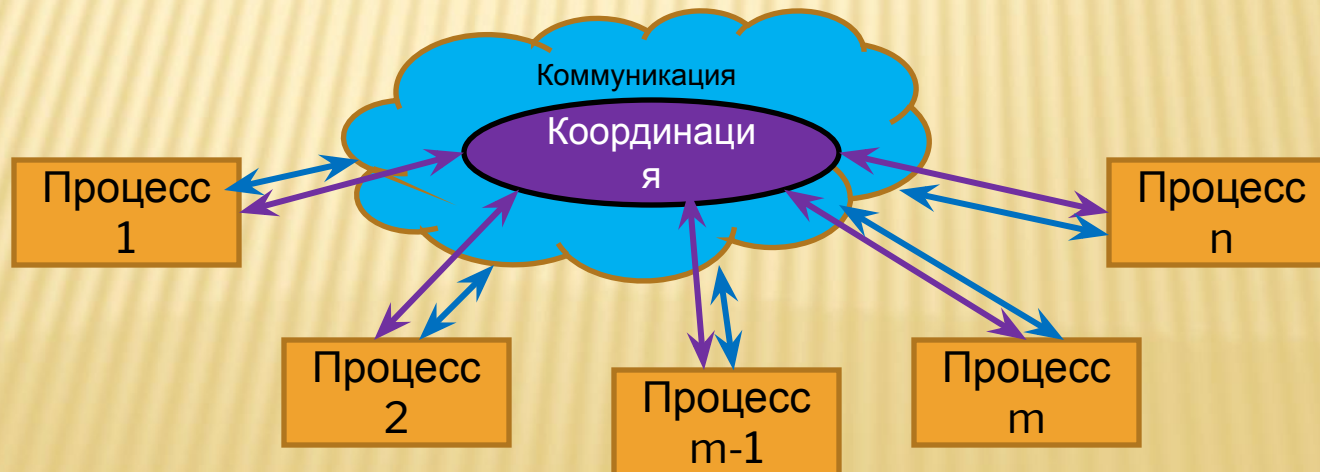 Коммуникация
Координаци
я
Процесс
1
Процесс
n
Процесс
2
Процесс
m-1
Процесс
m